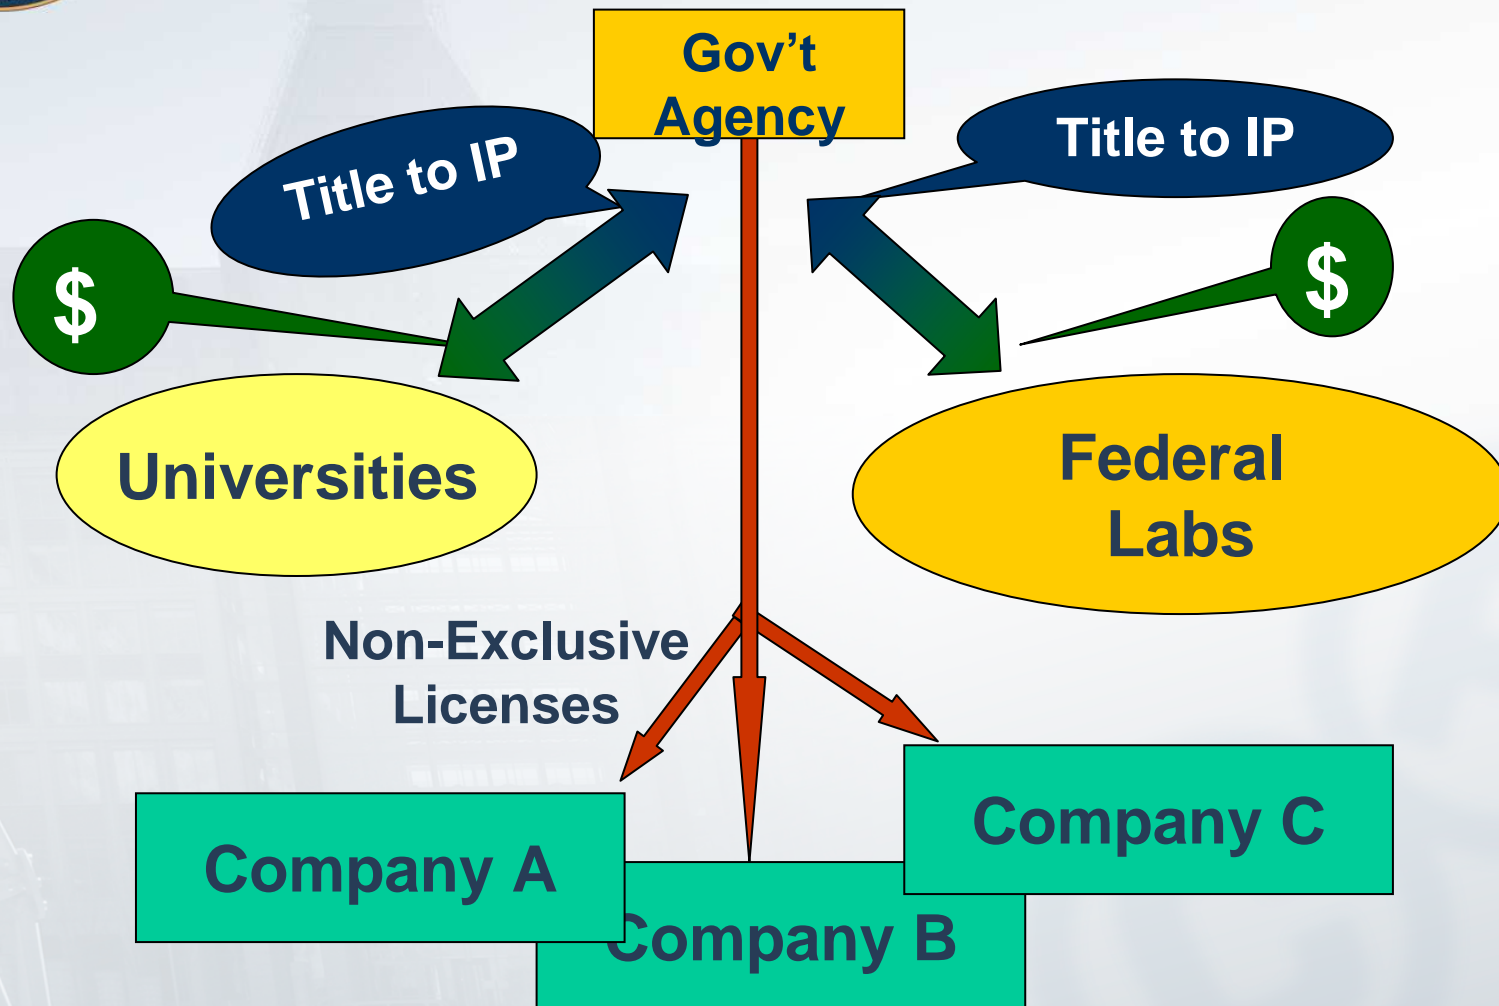 Gov’t
Agency
Title to IP
Title to IP
$
$
Universities
Federal
Labs
Non-Exclusive
Licenses
Company C
Company A
Company B